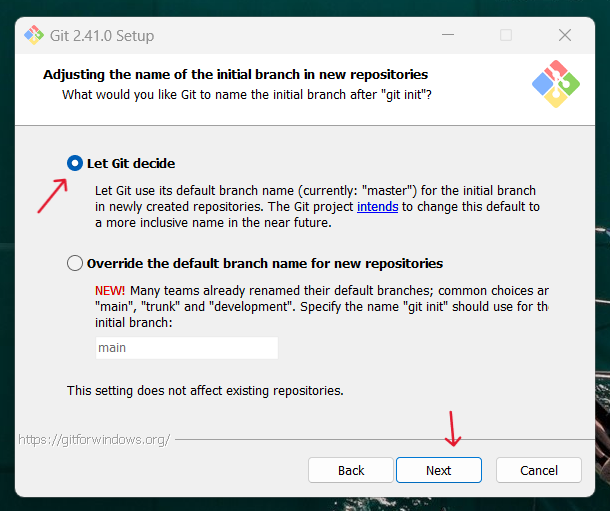 Git 2.41.0 Setup
Adjusting the name of the initial branch in new repositories
What would you like Git to name the initial branch after "git init"?
Let Git decide
Let Git use its default branch name (currently: "master") for the initial branch
in newly created repositories. The Git project intends to change this default to
a more inclusive name in the near future.
Override the default branch name for new repositories
NEW! Many teams already renamed their default branches; common choices ar
"main", "trunk" and "development". Specify the name "git init" should use for the
initial branch:
main
This setting does not affect existing repositories.
https://gitforwindows.org/
Back
Next
Cancel